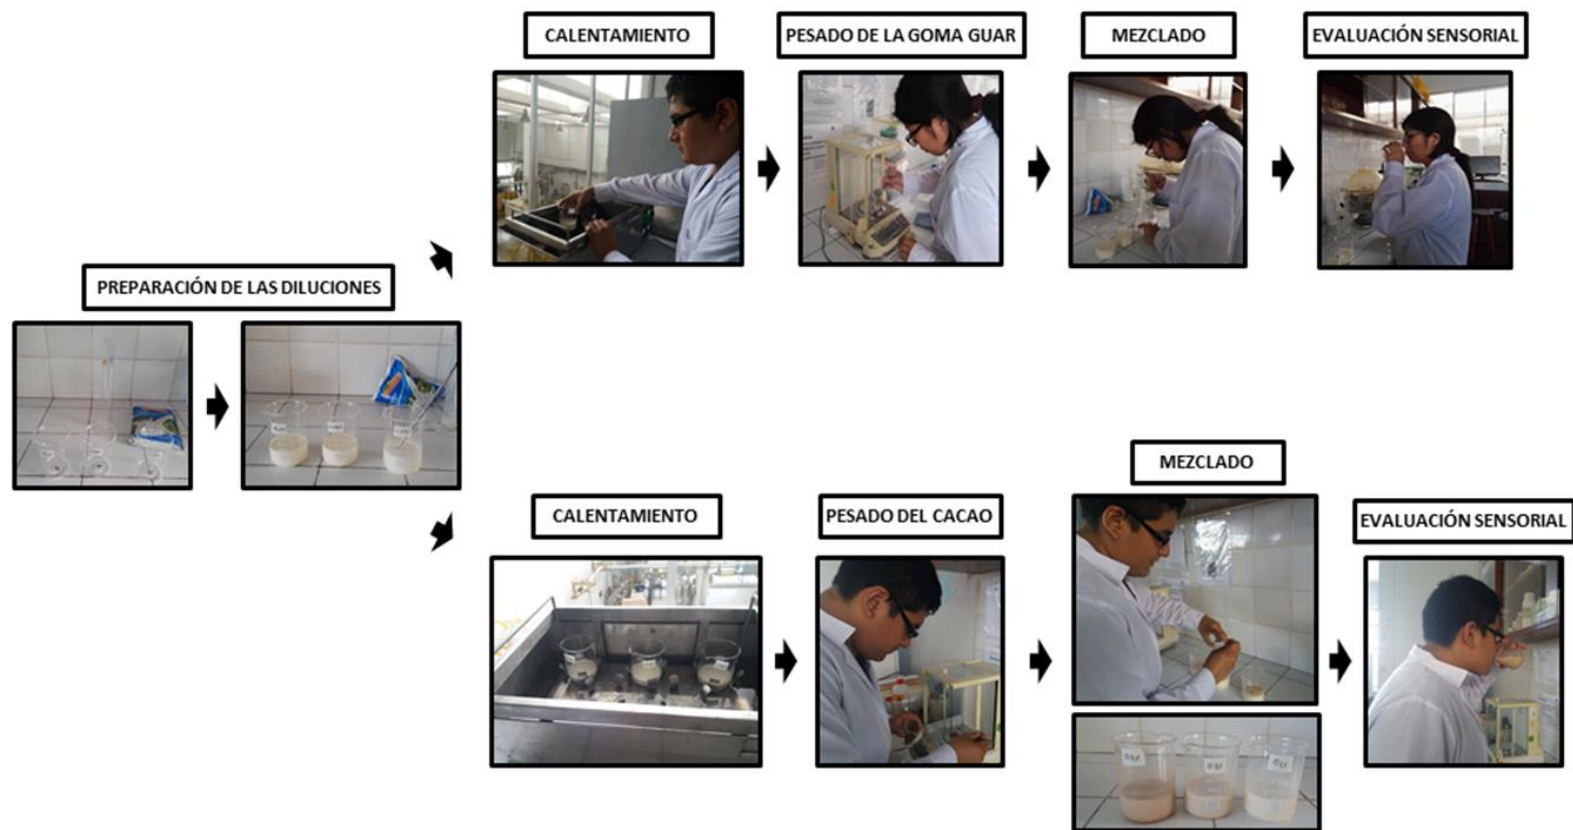 CALENTAMIENTO
PESADO DE LA GOMA GUAR
MEZCLADO
EVALUACIÓN SENSORIAL
PREPARACIÓN DE LAS DILUCIONES
CALENTAMIENTO
PESADO DEL CACAO
MEZCLADO
EVALUACIÓN SENSORIAL